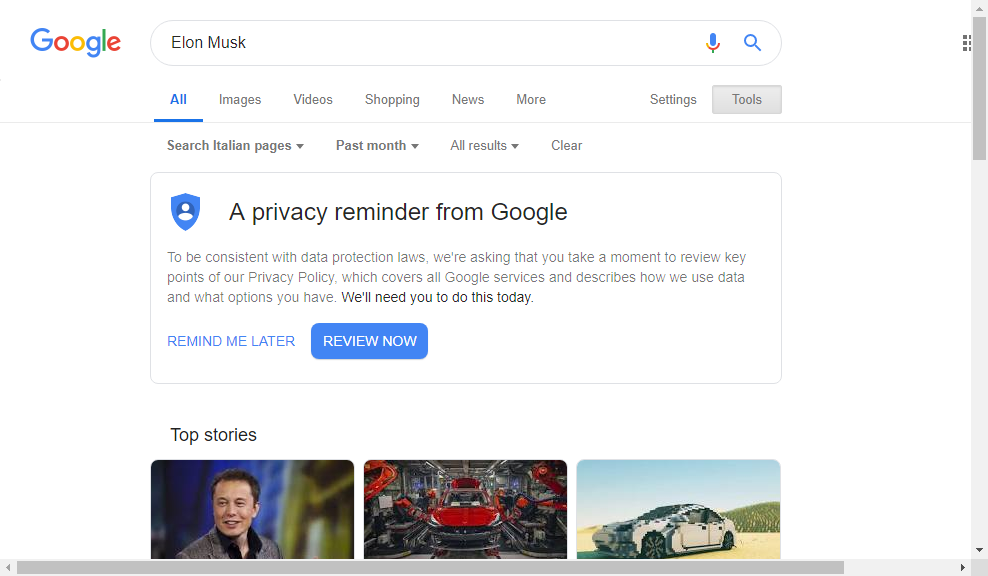 Google
Elon Musk
All Images Videos Shopping News More Settings Tools
Search Italian pages Past month All results Clear
A privacy reminder from Google
To be consistent with data protection laws, we're asking that you take a moment to review key
points of our Privacy Policy, which covers all Google services and describes how we use data
and what options you have. We'll need you to do this today.
REMIND ME LATER REVIEW NOW
Top stories